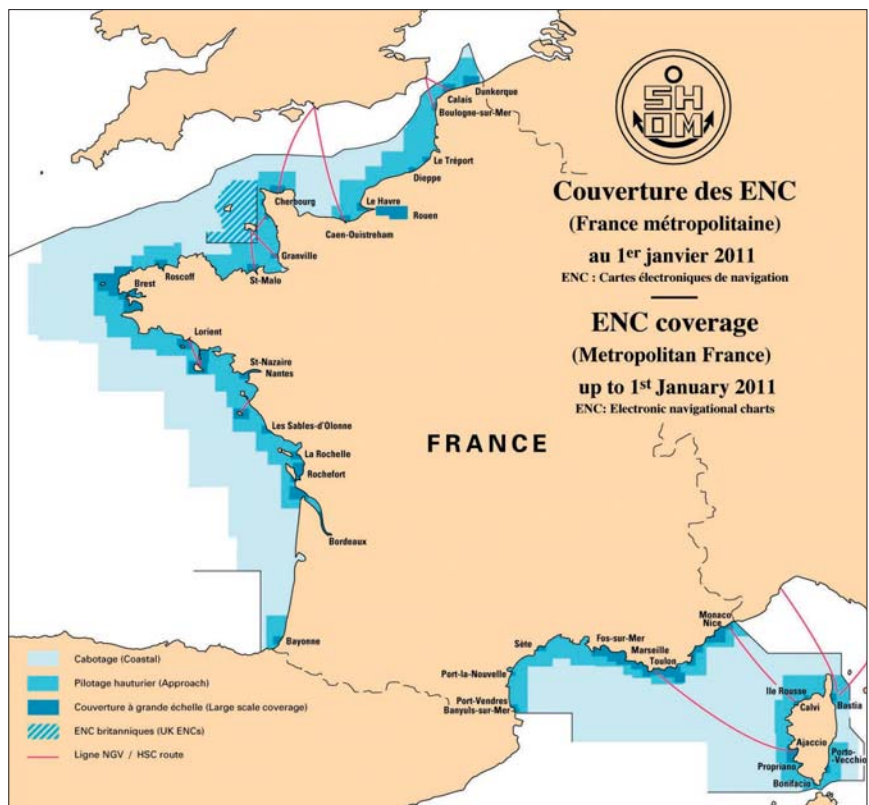 SH
OM
Couverture des ENC
(France métropolitaine)
au 1er janvier 2011
ENC : Cartes électroniques de navigation
ENC coverage
(Metropolitan France)
up to 1st January 2011
ENC: Electronic navigational charts
Dunkerque
Calais
Boulogne-sur-Mer
Le Tréport
Dieppe
Le Havre
Rouen
Cherbourg
Caen-Ouistreham
Granville
St-Malo
Roscoff
Brest
Lorient
St-Nazaire
Nantes
Les Sables-d'Olonne
La Rochelle
Rochefort
FRANCE
Bordeaux
Bayonne
Monaco
Nice
Fos-sur-Mer
Marseille
Toulon
Sète
Port-la-Nouvelle
Port-Vendres
Banyuls-sur-Mer
Ile Rousse
Calvi
Bastia
Ajaccio
Porto-
-Vecchio
Propriano
Bonifacio
Cabotage (Coastal)
Pilotage hauturier (Approach)
Couverture à grande échelle (Large scale coverage)
ENC britanniques (UK ENCs)
Ligne NGV / HSC route